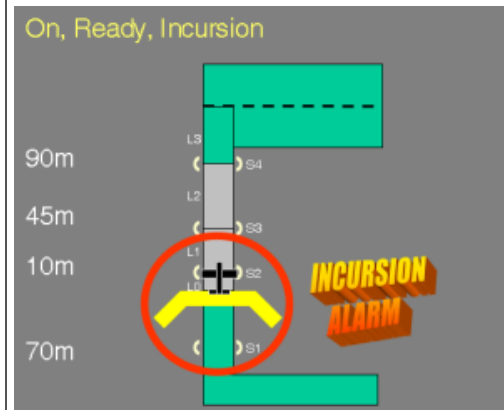 On, Ready, Incursion
L3
90m
S4
L2
45m
S3
L1
10m
S2
L0
INCURSION
ALARM
70m
S1